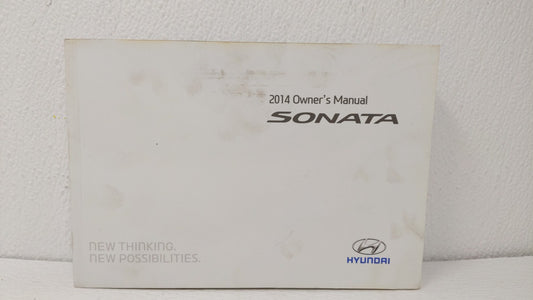 2014 Owner's Manual
SONATA
NEW THINKING.
NEW POSSIBILITIES.
HYUNDAI